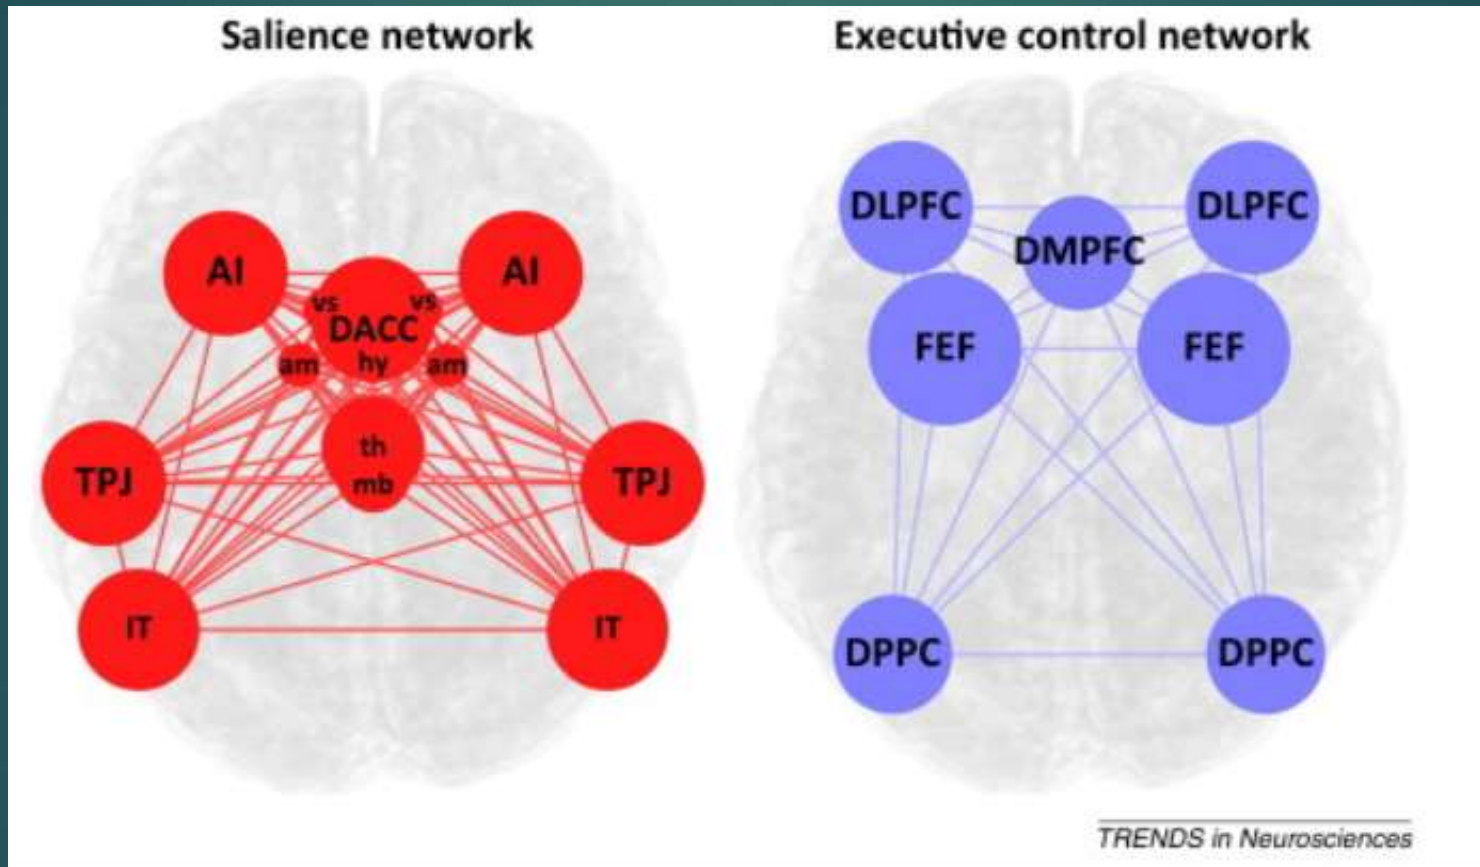 Salience network
AI
AI
vs
vs
DACC
am
hy
am
th
TPJ
mb
TPJ
IT
IT
Executive control network
DLPFC
DLPFC
DMPFC
FEF
FEF
DPPC
DPPC
TRENDS in Neurosciences